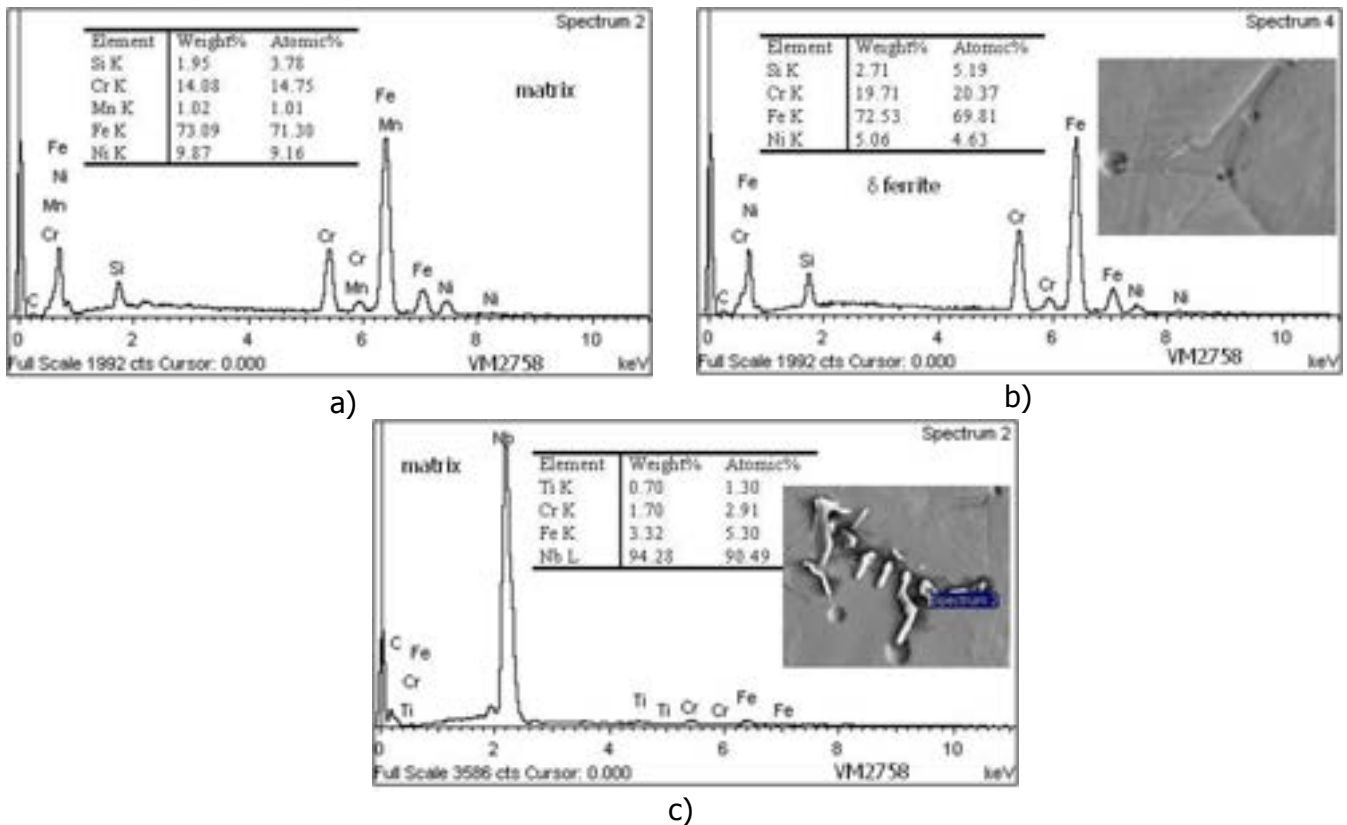 Spectrum 2
Element Weight% Atomic%
Si K 1.95 3.78
Cr K 14.08 14.75
Mn K 1.02 1.01
Fe K 73.09 71.30
Ni K 9.87 9.16
matrix
Fe
Mn
Fe
Ni
Mn
Cr
C
Si
Cr
Cr
Mn
Fe
Ni
Ni
0 2 4 6 8 10
Full Scale 1992 cts Cursor: 0.000 VM2758 keV
a)
Spectrum 4
Element Weight% Atomic%
Si K 2.71 5.19
Cr K 19.71 20.37
Fe K 72.53 69.81
Ni K 5.06 4.63
δ ferrite
Fe
Fe
Ni
Cr
C
Si
Cr
Cr
Fe
Ni
Ni
0 2 4 6 8 10
Full Scale 1992 cts Cursor: 0.000 VM2758 keV
b)
Spectrum 2
matrix
Nb
Element Weight% Atomic%
Ti K 0.70 1.30
Cr K 1.70 2.91
Fe K 3.32 5.30
Nb L 94.28 90.49
Spectrum 2
C
Fe
Cr
Ti
Ti
Ti
Cr
Cr
Fe
Fe
0 2 4 6 8 10
Full Scale 3586 cts Cursor: 0.000 VM2758 keV
c)